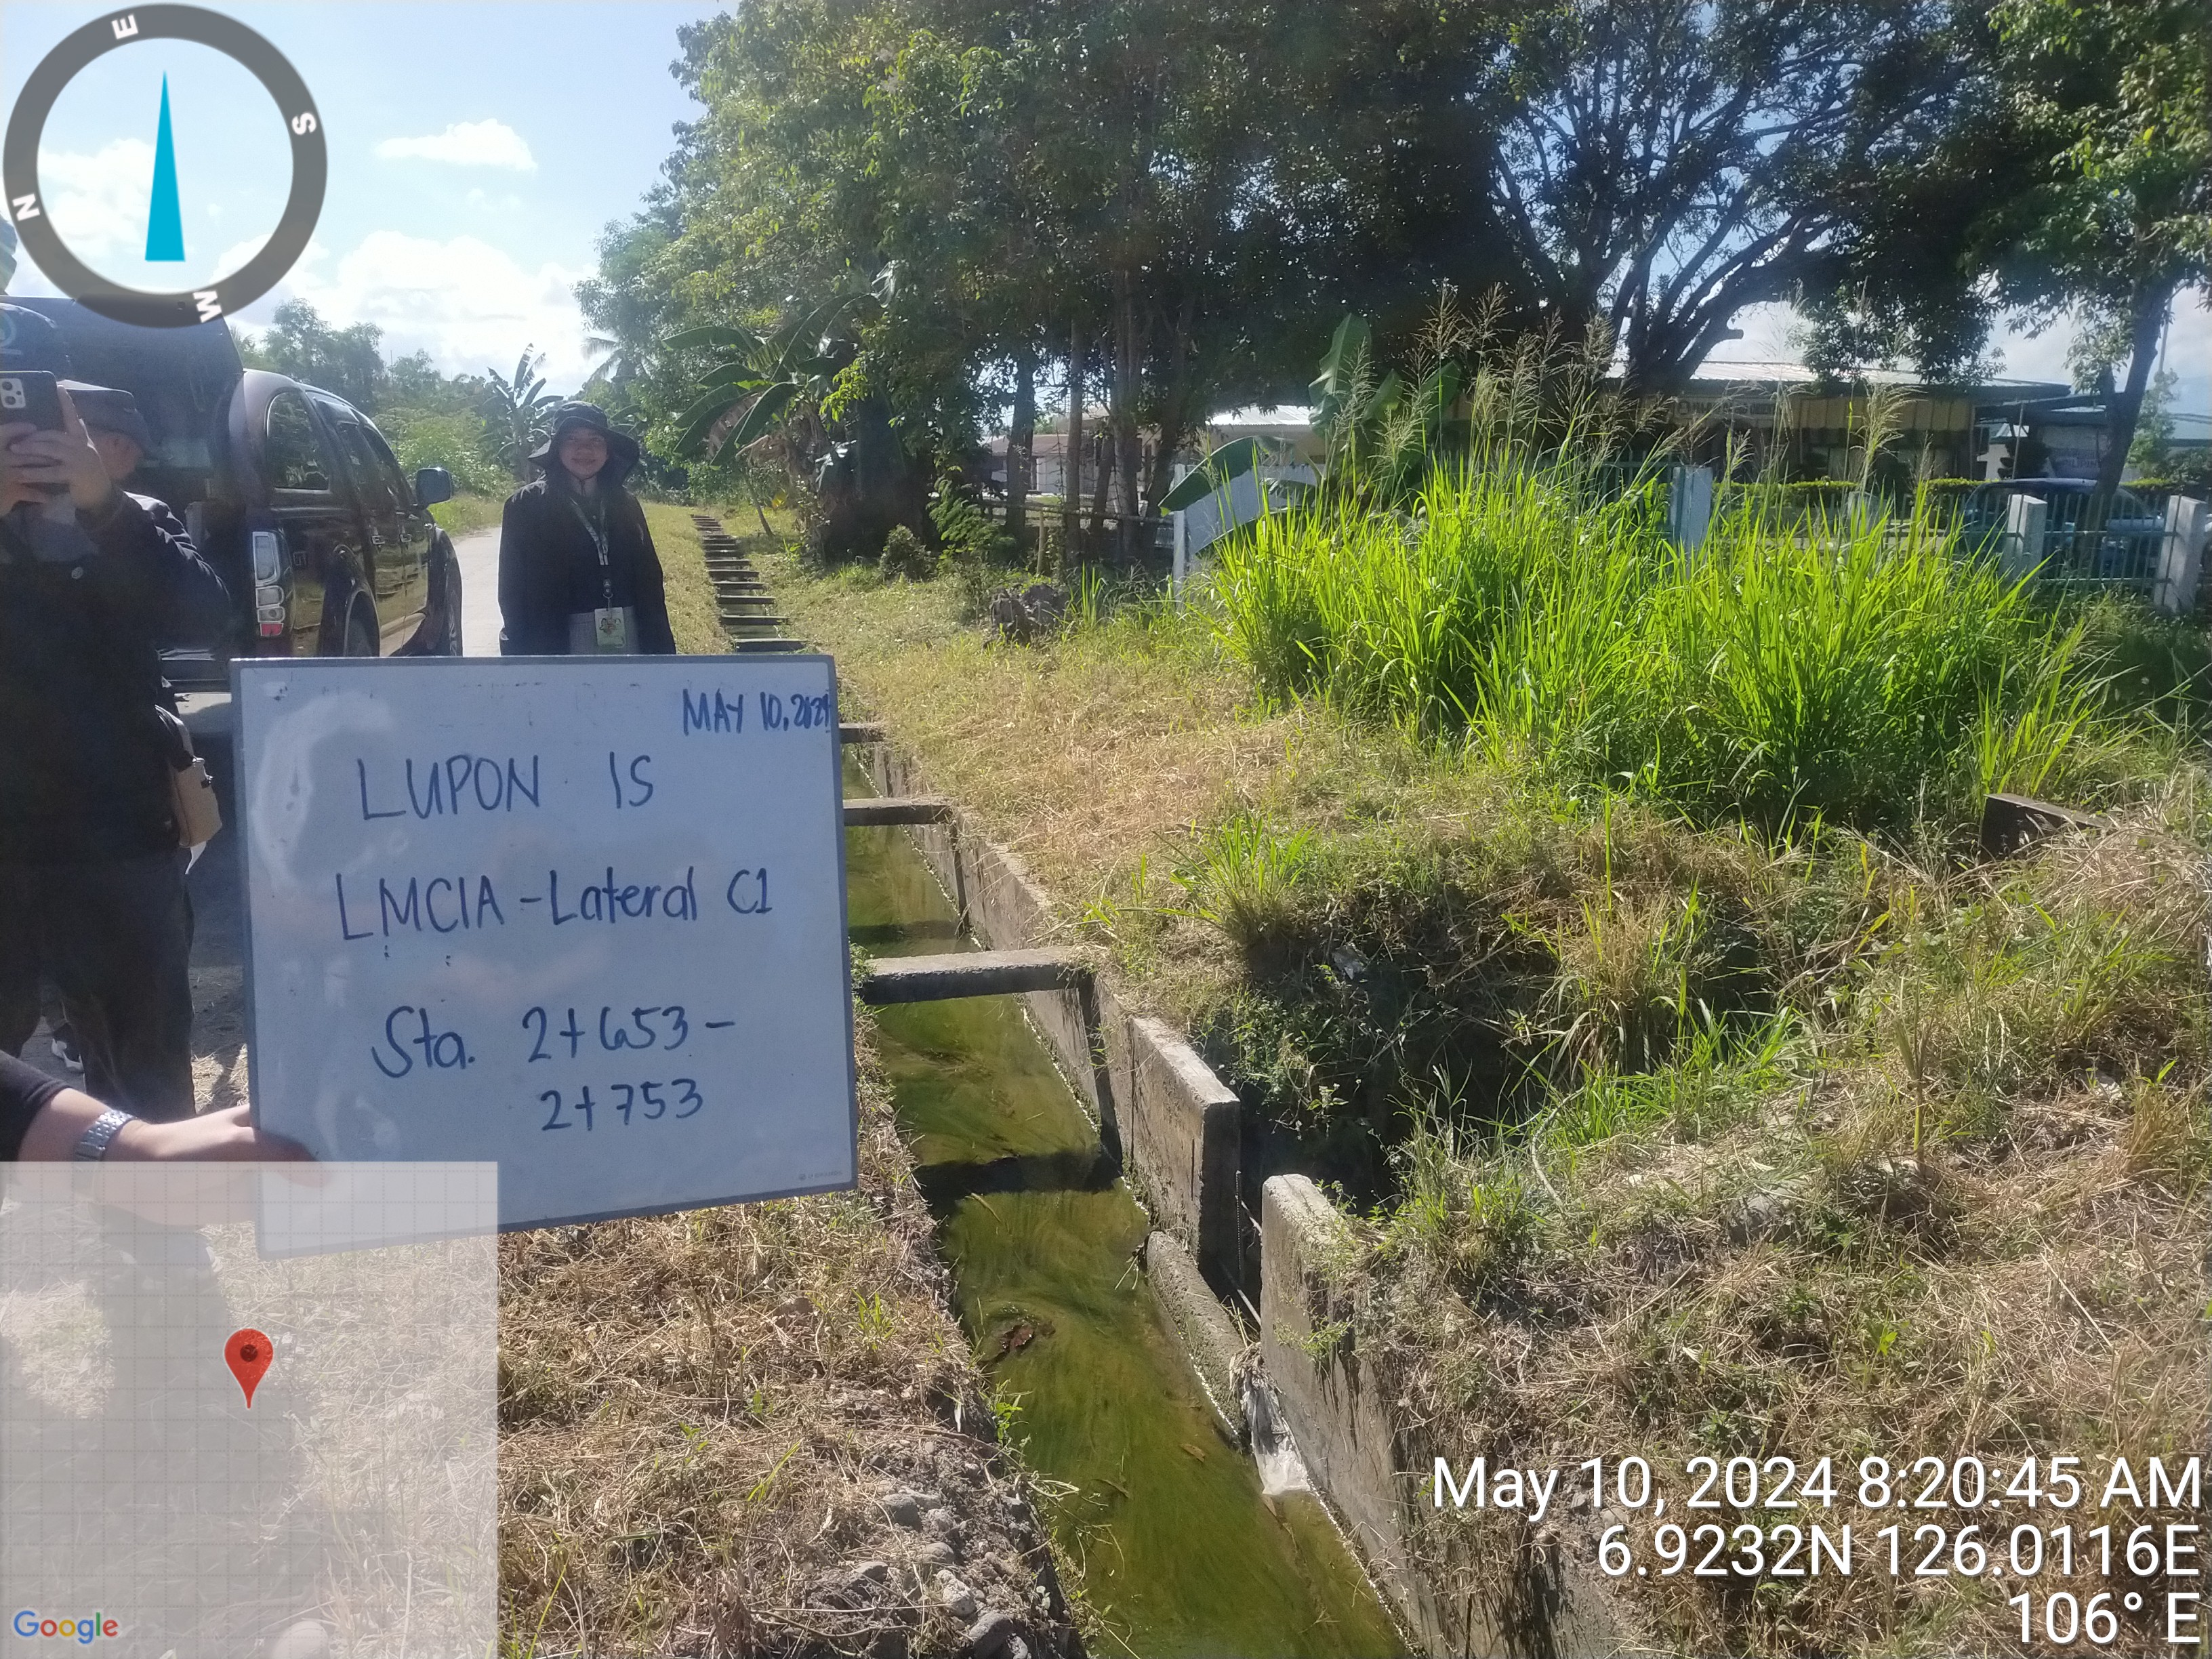 E
S
N
W
MAY 10, 2024
LUPON IS
LMCIA - Lateral C1
Sta. 2+653 -
2+753
Google
May 10, 2024 8:20:45 AM
6.9232N 126.0116E
106° E